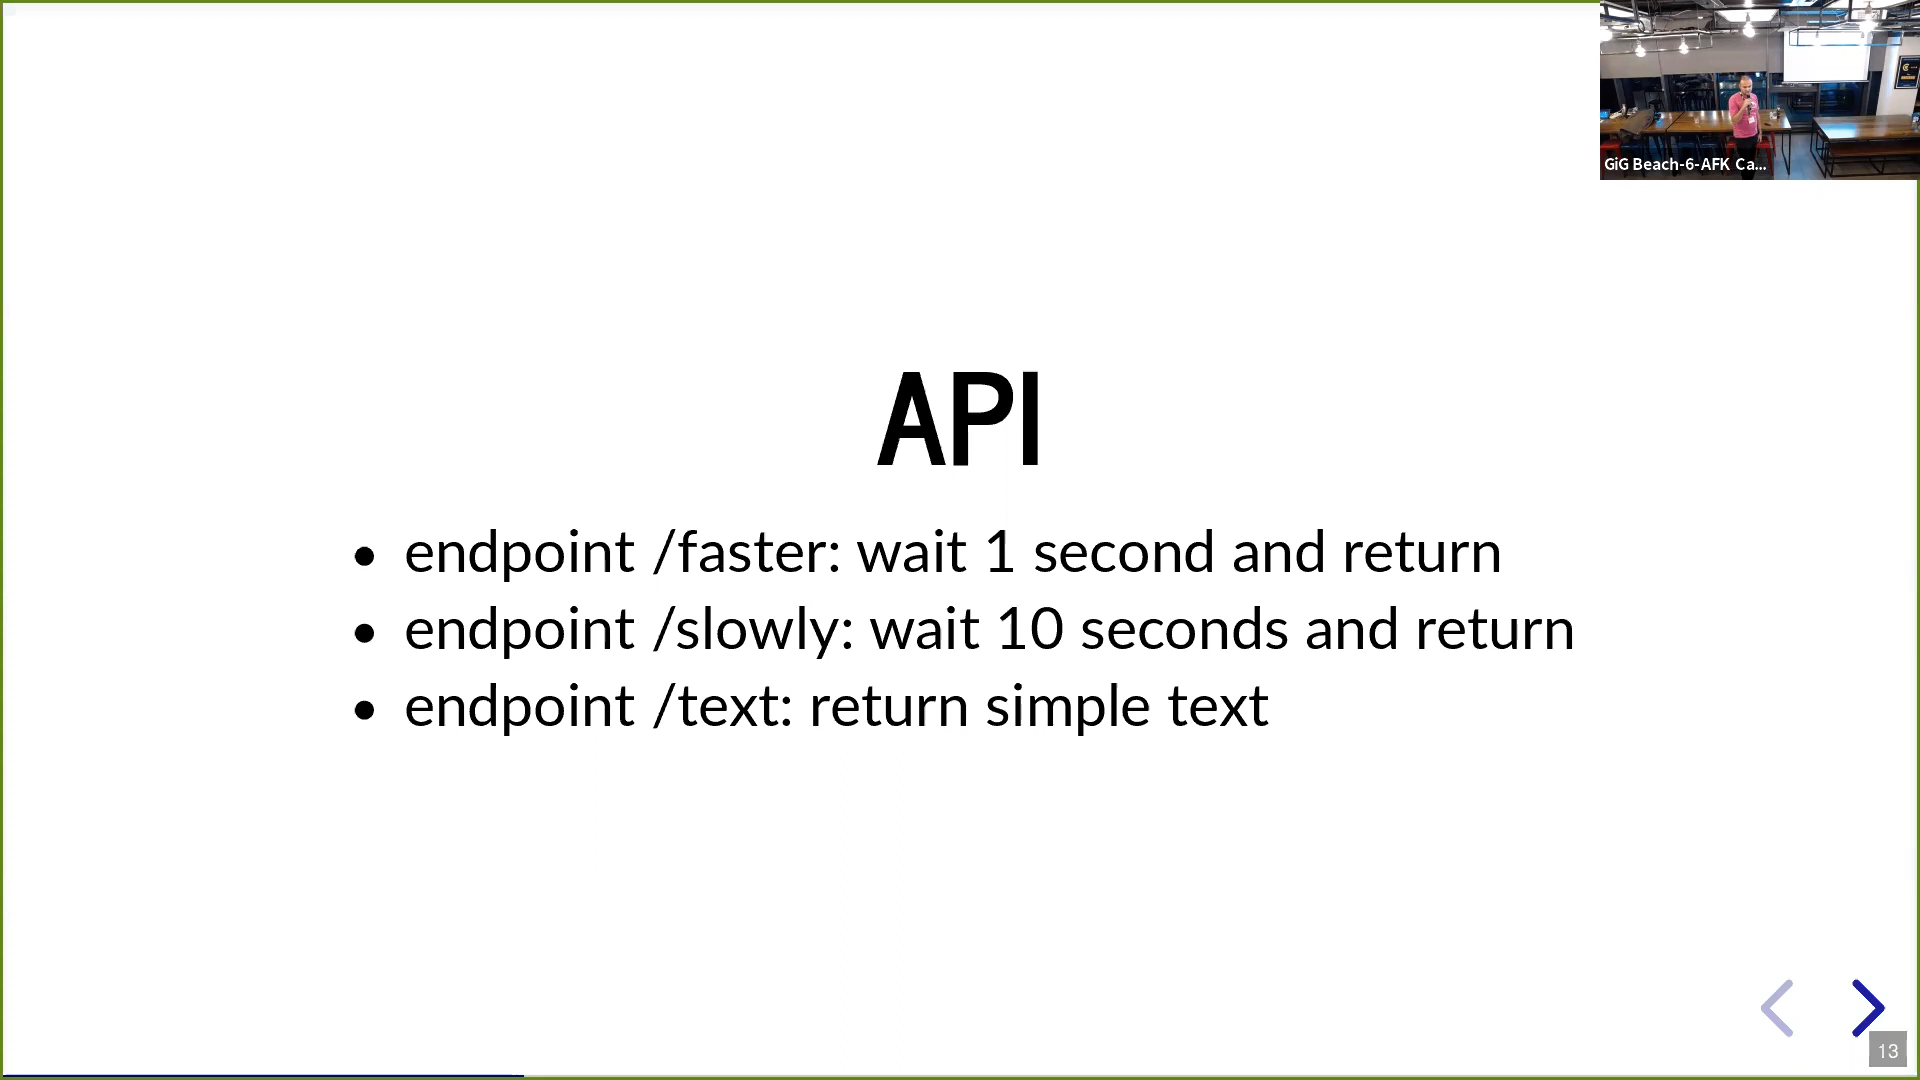 GiG Beach-6-AFK Ca...
API
• endpoint /faster: wait 1 second and return
• endpoint /slowly: wait 10 seconds and return
• endpoint /text: return simple text
13